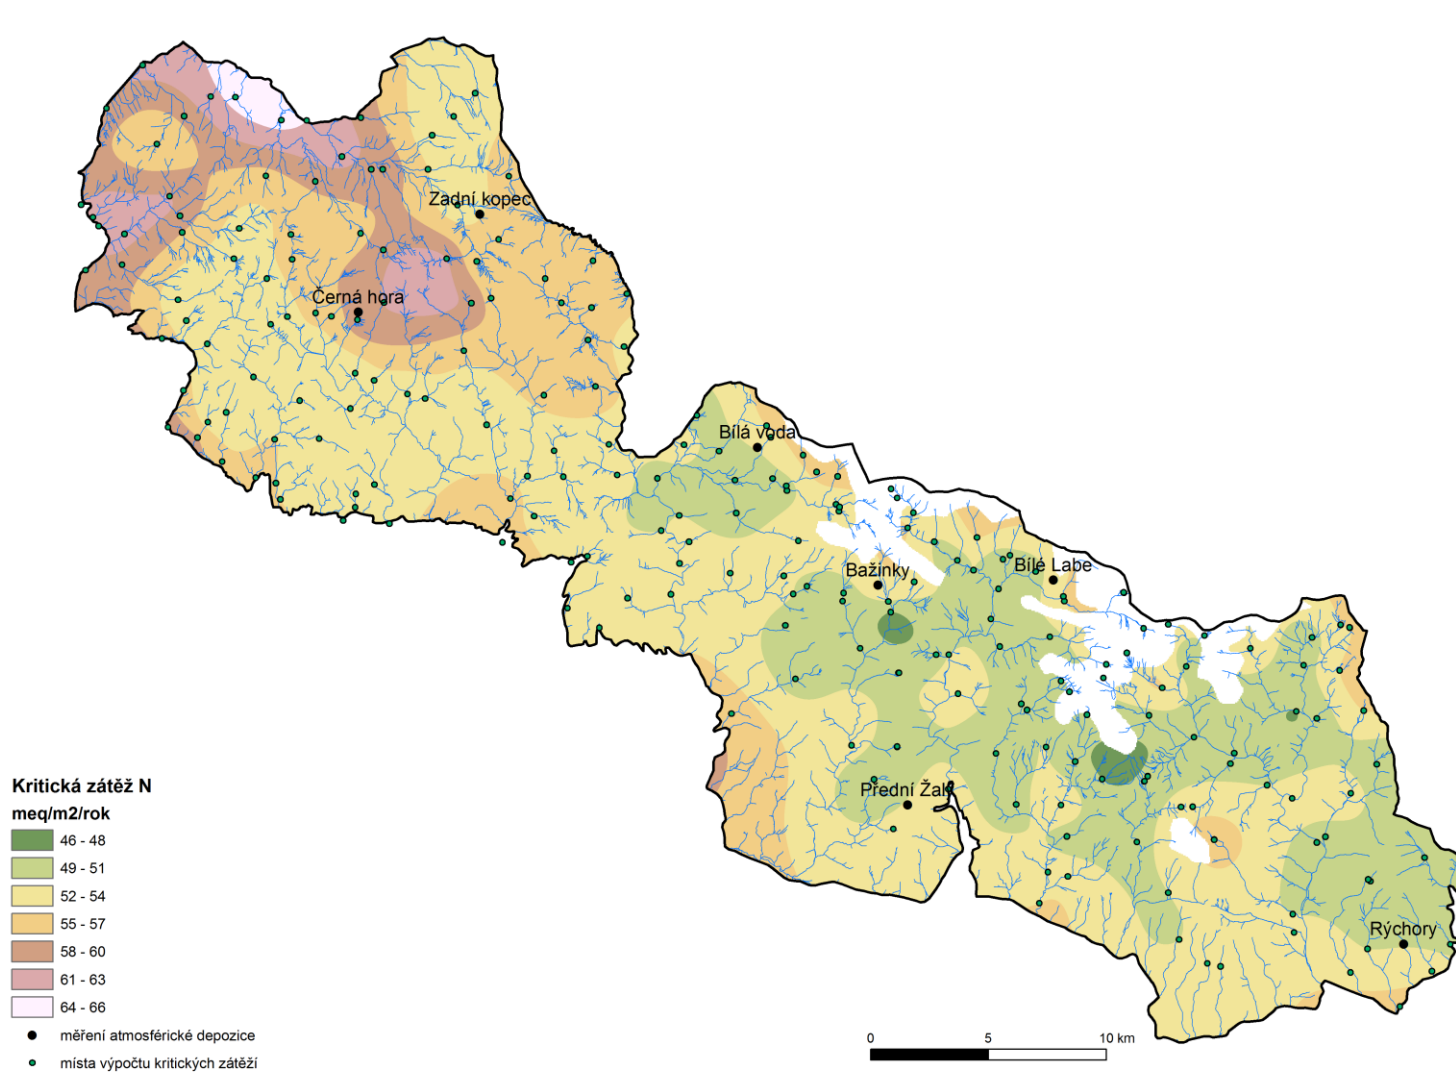 Zadní kopec
Černá hora
Bílá voda
Bažinky
Bílé Labe
Přední Žalý
Rýchory
Kritická zátěž N
meq/m2/rok
46 - 48
49 - 51
52 - 54
55 - 57
58 - 60
61 - 63
64 - 66
měření atmosférické depozice
místa výpočtu kritických zátěží
0 5 10 km